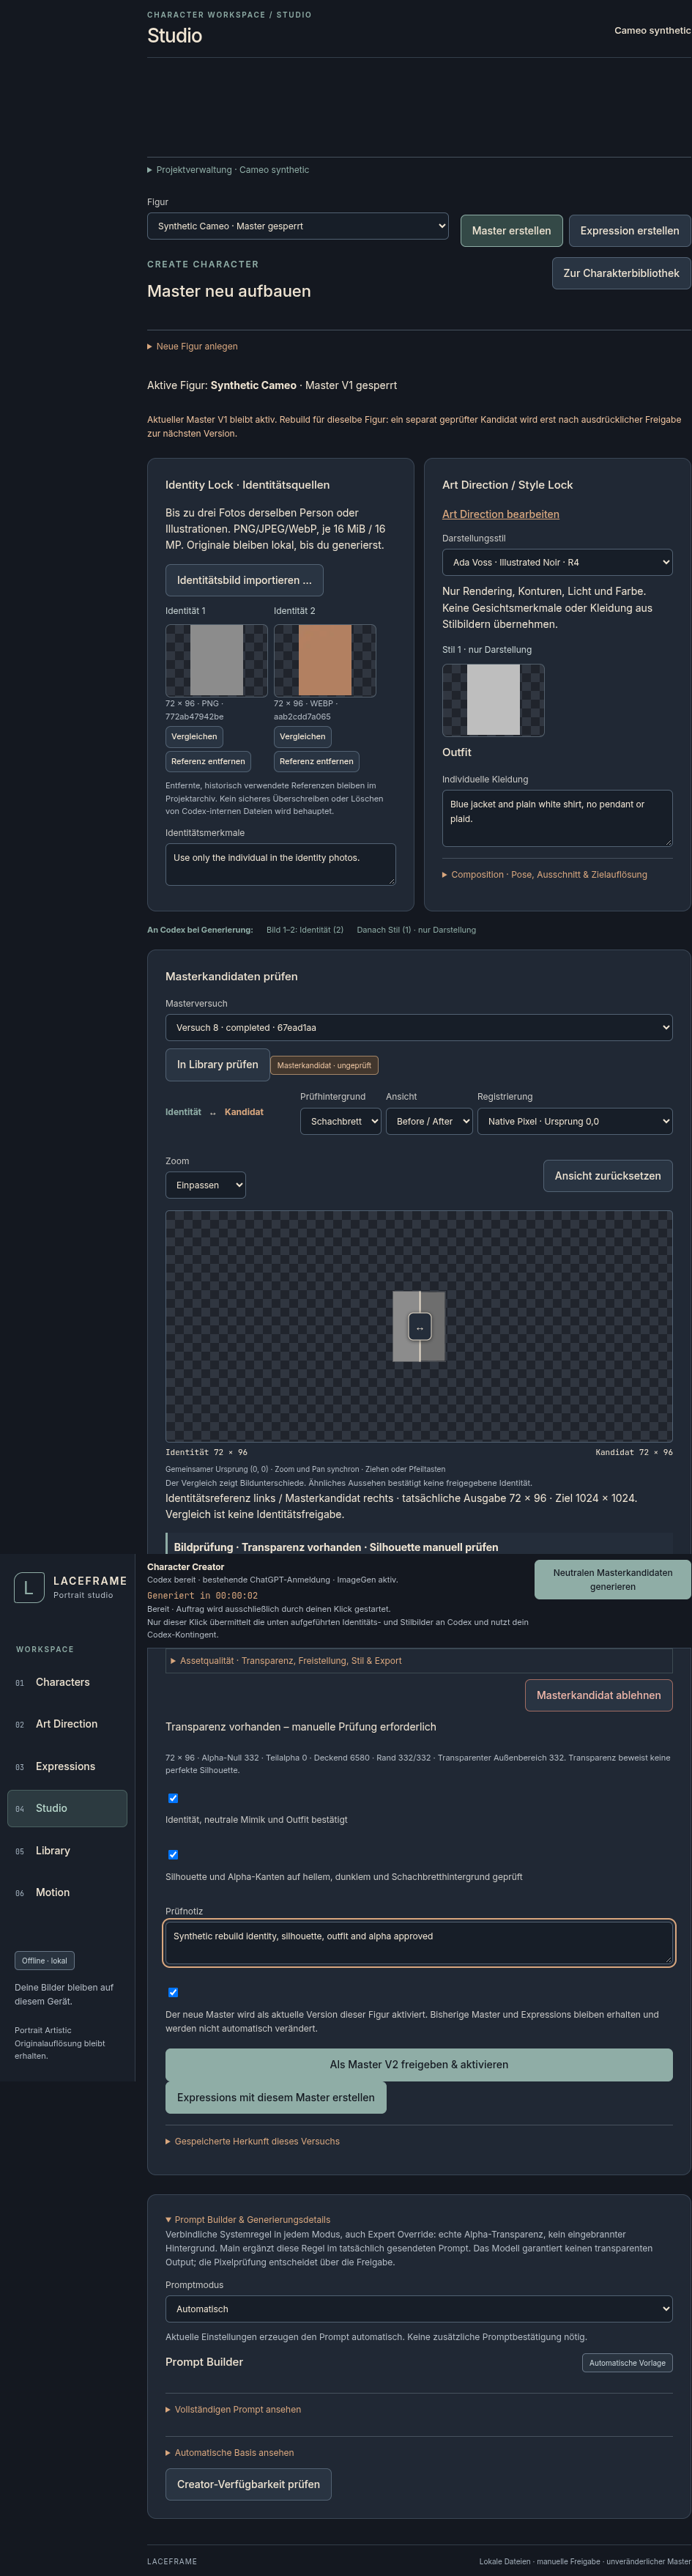 CHARACTER WORKSPACE / STUDIO
Studio
Cameo synthetic
▶ Projektverwaltung · Cameo synthetic
Figur
Synthetic Cameo · Master gesperrt
Master erstellen
Expression erstellen
CREATE CHARACTER
Master neu aufbauen
Zur Charakterbibliothek
▶ Neue Figur anlegen
Aktive Figur: Synthetic Cameo · Master V1 gesperrt
Aktueller Master V1 bleibt aktiv. Rebuild für dieselbe Figur: ein separat geprüfter Kandidat wird erst nach ausdrücklicher Freigabe
zur nächsten Version.
Identity Lock · Identitätsquellen
Bis zu drei Fotos derselben Person oder
Illustrationen. PNG/JPEG/WebP, je 16 MiB / 16
MP. Originale bleiben lokal, bis du generierst.
Identitätsbild importieren ...
Identität 1
Identität 2
72 × 96 · PNG ·
772ab47942be
72 × 96 · WEBP ·
aab2cdd7a065
Vergleichen
Vergleichen
Referenz entfernen
Referenz entfernen
Entfernte, historisch verwendete Referenzen bleiben im
Projektarchiv. Kein sicheres Überschreiben oder Löschen
von Codex-internen Dateien wird behauptet.
Identitätsmerkmale
Use only the individual in the identity photos.
Art Direction / Style Lock
Art Direction bearbeiten
Darstellungsstil
Ada Voss · Illustrated Noir · R4
Nur Rendering, Konturen, Licht und Farbe.
Keine Gesichtsmerkmale oder Kleidung aus
Stilbildern übernehmen.
Stil 1 · nur Darstellung
Outfit
Individuelle Kleidung
Blue jacket and plain white shirt, no pendant or
plaid.
▶ Composition · Pose, Ausschnitt & Zielauflösung
An Codex bei Generierung: Bild 1–2: Identität (2) Danach Stil (1) · nur Darstellung
Masterkandidaten prüfen
Masterversuch
Versuch 8 · completed · 67ead1aa
In Library prüfen
Masterkandidat · ungeprüft
Identität ↔ Kandidat
Prüfhintergrund
Ansicht
Registrierung
Schachbrett
Before / After
Native Pixel · Ursprung 0,0
Zoom
Einpassen
Ansicht zurücksetzen
↔
Identität 72 × 96
Kandidat 72 × 96
Gemeinsamer Ursprung (0, 0) · Zoom und Pan synchron · Ziehen oder Pfeiltasten
Der Vergleich zeigt Bildunterschiede. Ähnliches Aussehen bestätigt keine freigegebene Identität.
Identitätsreferenz links / Masterkandidat rechts · tatsächliche Ausgabe 72 × 96 · Ziel 1024 × 1024.
Vergleich ist keine Identitätsfreigabe.
Bildprüfung · Transparenz vorhanden · Silhouette manuell prüfen
L
LACEFRAME
Portrait studio
WORKSPACE
01 Characters
02 Art Direction
03 Expressions
04 Studio
05 Library
06 Motion
Offline · lokal
Deine Bilder bleiben auf
diesem Gerät.
Portrait Artistic
Originalauflösung bleibt
erhalten.
Character Creator
Codex bereit · bestehende ChatGPT-Anmeldung · ImageGen aktiv.
Generiert in 00:00:02
Bereit · Auftrag wird ausschließlich durch deinen Klick gestartet.
Nur dieser Klick übermittelt die unten aufgeführten Identitäts- und Stilbilder an Codex und nutzt dein
Codex-Kontingent.
Neutralen Masterkandidaten
generieren
▶ Assetqualität · Transparenz, Freistellung, Stil & Export
Masterkandidat ablehnen
Transparenz vorhanden – manuelle Prüfung erforderlich
72 × 96 · Alpha-Null 332 · Teilalpha 0 · Deckend 6580 · Rand 332/332 · Transparenter Außenbereich 332. Transparenz beweist keine
perfekte Silhouette.
Identität, neutrale Mimik und Outfit bestätigt
Silhouette und Alpha-Kanten auf hellem, dunklem und Schachbretthintergrund geprüft
Prüfnotiz
Synthetic rebuild identity, silhouette, outfit and alpha approved
Der neue Master wird als aktuelle Version dieser Figur aktiviert. Bisherige Master und Expressions bleiben erhalten und
werden nicht automatisch verändert.
Als Master V2 freigeben & aktivieren
Expressions mit diesem Master erstellen
▶ Gespeicherte Herkunft dieses Versuchs
▼ Prompt Builder & Generierungsdetails
Verbindliche Systemregel in jedem Modus, auch Expert Override: echte Alpha-Transparenz, kein eingebrannter
Hintergrund. Main ergänzt diese Regel im tatsächlich gesendeten Prompt. Das Modell garantiert keinen transparenten
Output; die Pixelprüfung entscheidet über die Freigabe.
Promptmodus
Automatisch
Aktuelle Einstellungen erzeugen den Prompt automatisch. Keine zusätzliche Promptbestätigung nötig.
Prompt Builder
Automatische Vorlage
▶ Vollständigen Prompt ansehen
▶ Automatische Basis ansehen
Creator-Verfügbarkeit prüfen
LACEFRAME
Lokale Dateien · manuelle Freigabe · unveränderlicher Master